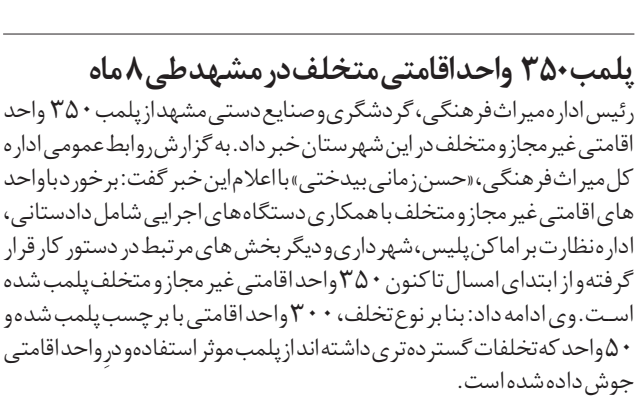 پلمب ۳۵۰ واحد اقامتی متخلف در مشهد طی ۸ ماه
رئیس اداره میراث فرهنگی، گردشگری و صنایع دستی مشهد از پلمب ۳۵۰ واحد
اقامتی غیر مجاز و متخلف در این شهرستان خبر داد. به گزارش روابط عمومی اداره
کل میراث فرهنگی، «حسن زمانی بیدختی» با اعلام این خبر گفت: برخورد با واحد
های اقامتی غیر مجاز و متخلف با همکاری دستگاه های اجرایی شامل دادستانی،
اداره نظارت بر اماکن پلیس، شهرداری و دیگر بخش های مرتبط در دستور کار قرار
گرفته و از ابتدای امسال تاکنون ۳۵۰ واحد اقامتی غیر مجاز و متخلف پلمب شده
است. وی ادامه داد: بنا بر نوع تخلف، ۳۰۰ واحد اقامتی با برچسب پلمب شده و
۵۰ واحد که تخلفات گسترده تری داشته اند از پلمب موثر استفاده و درِ واحد اقامتی
جوش داده شده است.